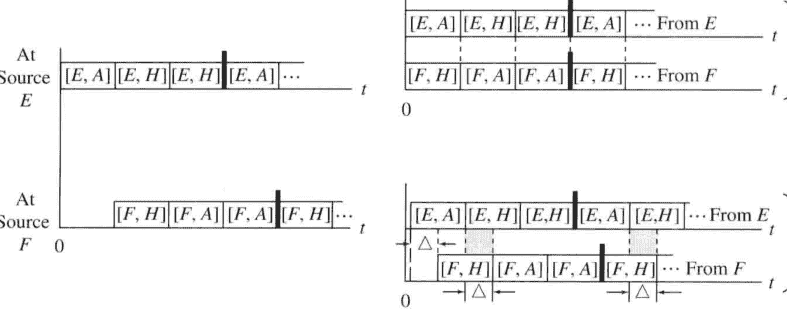 [E, A] [E, H] [E, H] [E, A] ··· From E
t
[F, H] [F, A] [F, A] [F, H] ··· From F
t
0
At
Source
E
[E, A] [E, H] [E, H] [E, A] ···
t
At
Source
F
[F, H] [F, A] [F, A] [F, H] ···
t
0
[E, A] [E, H] [E,H] [E, A] [E,H] ··· From E
t
△
[F, H] [F, A] [F, A] [F, H] ··· From F
t
△ △
0